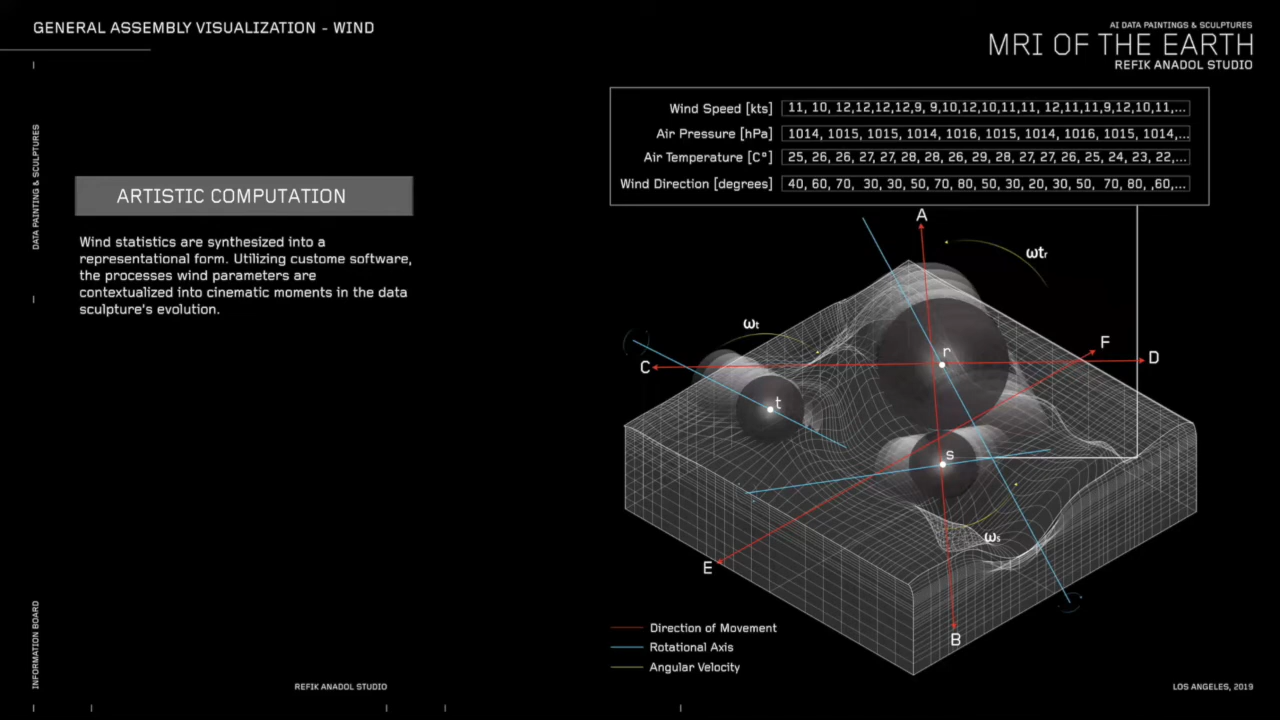 GENERAL ASSEMBLY VISUALIZATION - WIND
AI DATA PAINTINGS & SCULPTURES
MRI OF THE EARTH
REFIK ANADOL STUDIO
DATA PAINTING & SCULPTURES
ARTISTIC COMPUTATION
Wind statistics are synthesized into a
representational form. Utilizing custome software,
the processes wind parameters are
contextualized into cinematic moments in the data
sculpture's evolution.
Wind Speed [kts] 11, 10, 12,12,12,12,9, 9,10,12,10,11,11, 12,11,11,9,12,10,11,...
Air Pressure [hPa] 1014, 1015, 1015, 1014, 1016, 1015, 1014, 1016, 1015, 1014,...
Air Temperature [C°] 25, 26, 26, 27, 27, 28, 28, 26, 29, 28, 27, 27, 26, 25, 24, 23, 22,...
Wind Direction [degrees] 40, 60, 70, 30, 30, 50, 70, 80, 50, 30, 20, 30, 50, 70, 80, ,60,...
A
ωtr
ωt
F
r
D
C
t
s
ωs
E
B
Direction of Movement
Rotational Axis
Angular Velocity
INFORMATION BOARD
REFIK ANADOL STUDIO
LOS ANGELES, 2019